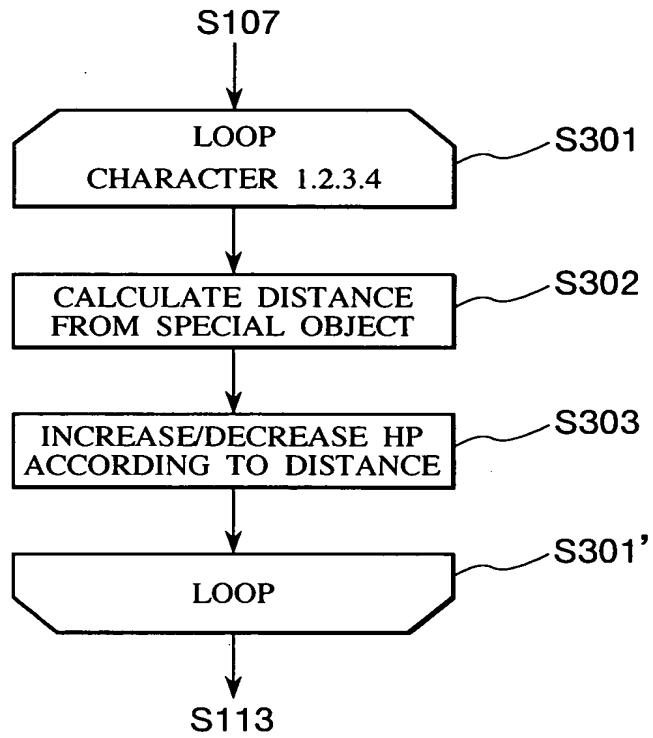 S107
LOOP
CHARACTER 1.2.3.4
S301
CALCULATE DISTANCE
FROM SPECIAL OBJECT
S302
INCREASE/DECREASE HP
ACCORDING TO DISTANCE
S303
LOOP
S301’
S113